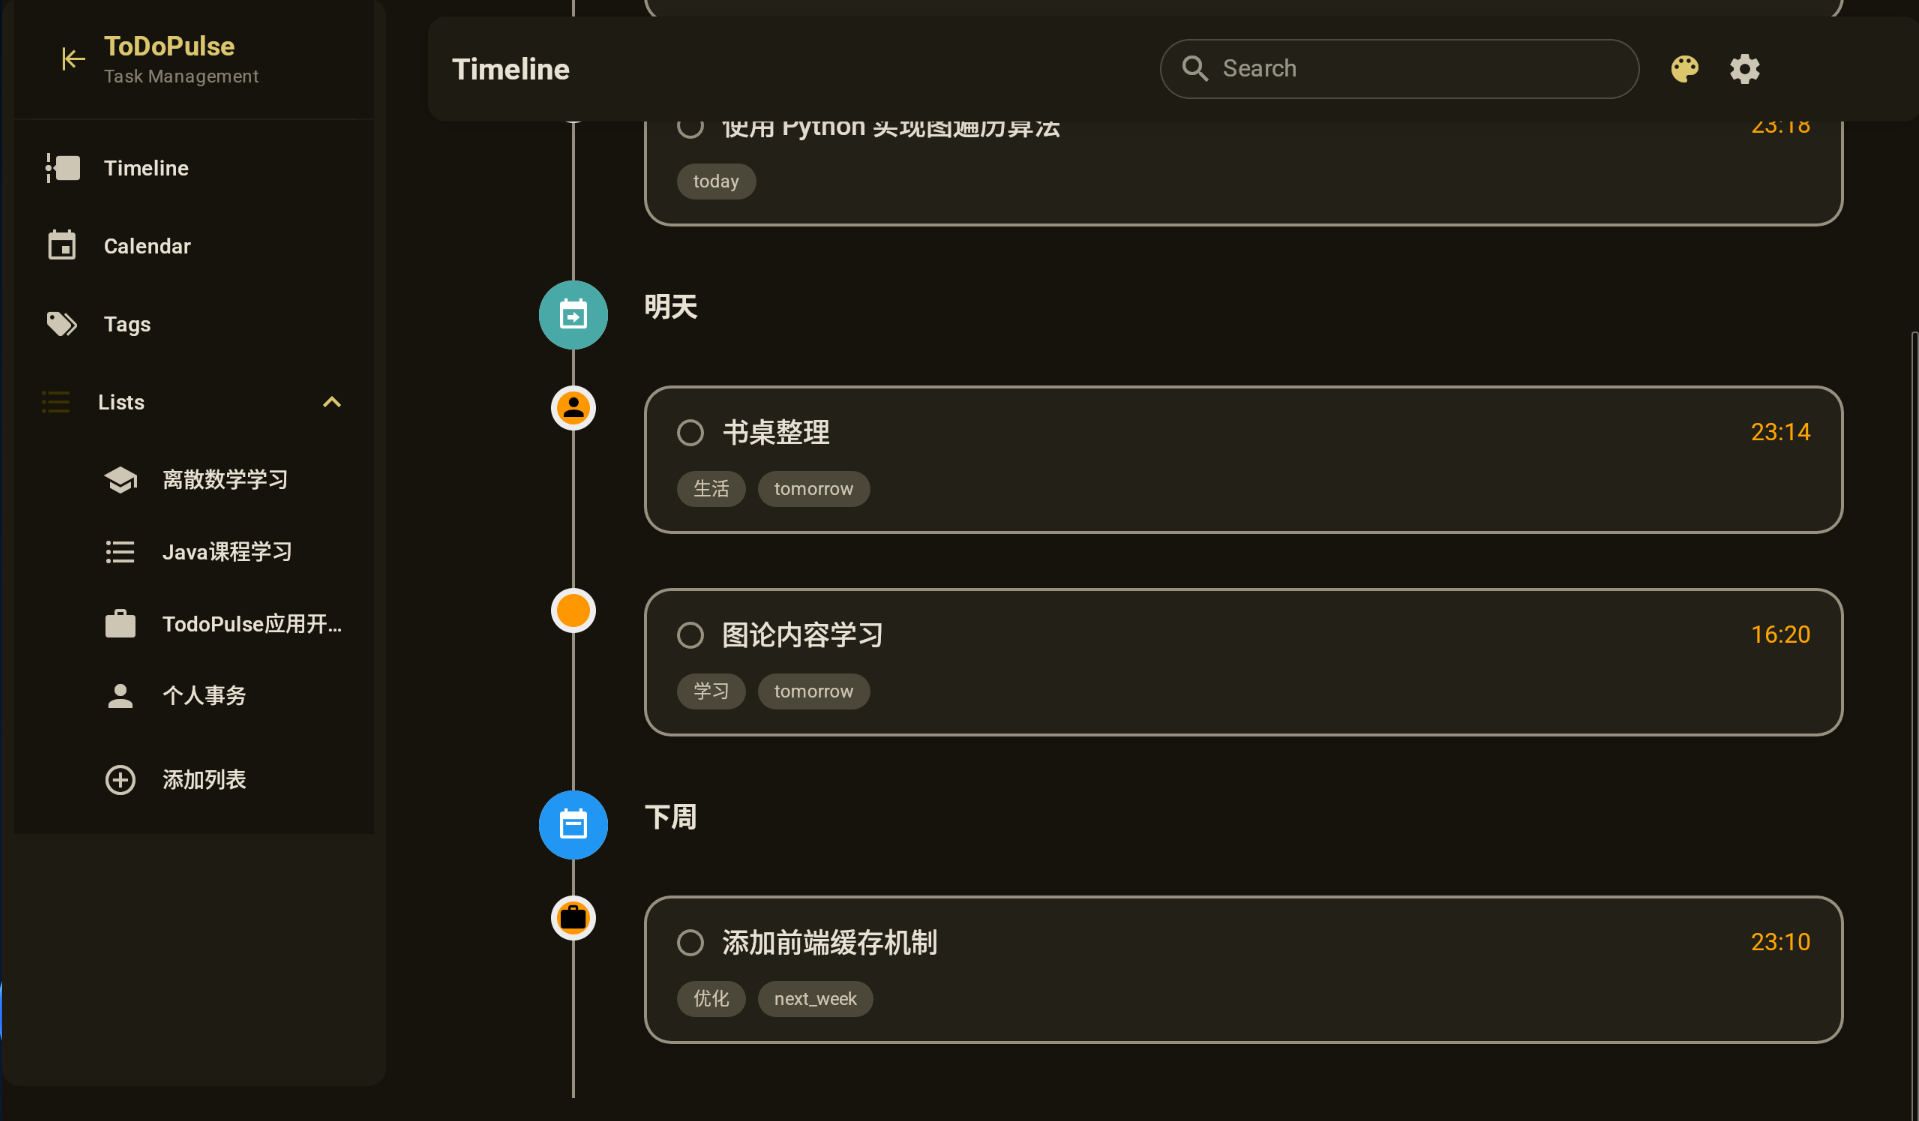 ToDoPulse
Task Management
Timeline
Calendar
Tags
Lists
离散数学学习
Java课程学习
TodoPulse应用开...
个人事务
添加列表
Timeline
Search
使用 Python 实现图遍历算法
23:18
today
明天
书桌整理
23:14
生活
tomorrow
图论内容学习
16:20
学习
tomorrow
下周
添加前端缓存机制
23:10
优化
next_week